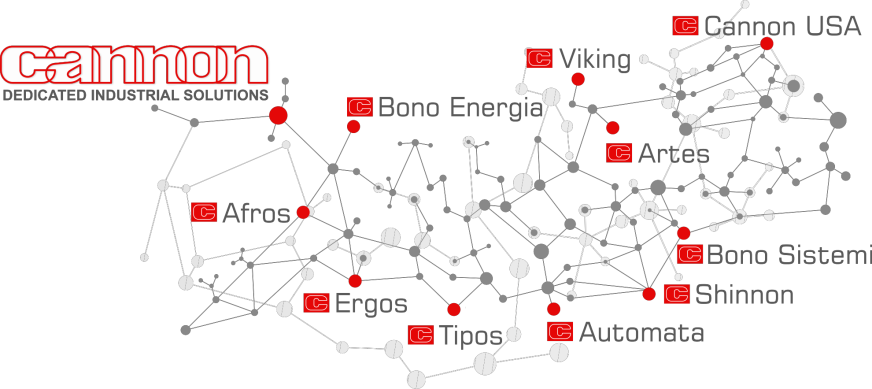 cannon
DEDICATED INDUSTRIAL SOLUTIONS
Cannon USA
Viking
Bono Energia
Artes
Afros
Bono Sistemi
Shinnon
Ergos
Tipos
Automata